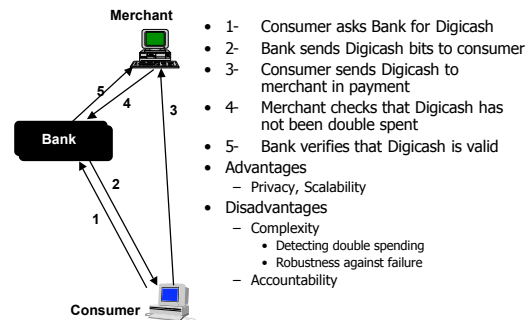 Merchant
5
4
3
Bank
2
1
Consumer
• 1- Consumer asks Bank for Digicash
• 2- Bank sends Digicash bits to consumer
• 3- Consumer sends Digicash to
merchant in payment
• 4- Merchant checks that Digicash has
not been double spent
• 5- Bank verifies that Digicash is valid
• Advantages
– Privacy, Scalability
• Disadvantages
– Complexity
• Detecting double spending
• Robustness against failure
– Accountability